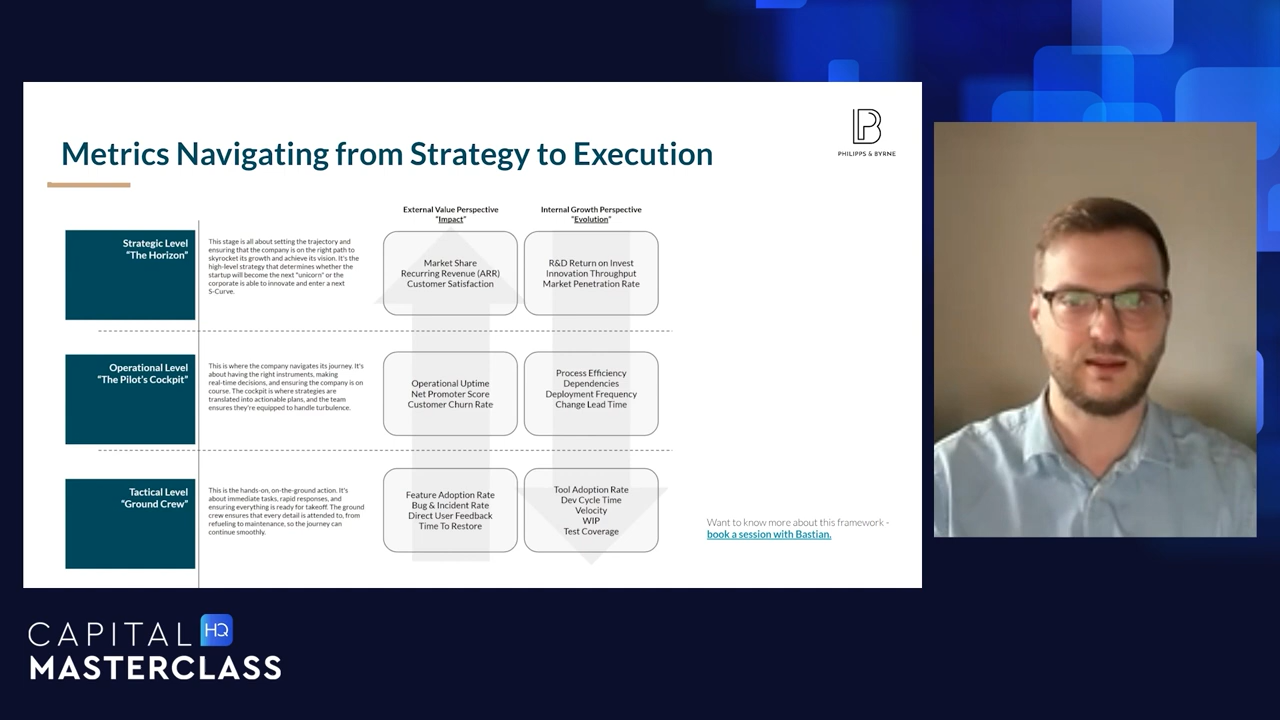 PHILIPPS & BYRNE
Metrics Navigating from Strategy to Execution
External Value Perspective
"Impact"
Internal Growth Perspective
"Evolution"
Strategic Level
"The Horizon"
This stage is all about setting the trajectory and
ensuring that the company is on the right path to
skyrocket its growth and achieve its vision. It's the
high-level strategy that determines whether the
startup will become the next "unicorn" or the
corporate is able to innovate and enter a next
S-Curve.
Market Share
Recurring Revenue (ARR)
Customer Satisfaction
R&D Return on Invest
Innovation Throughput
Market Penetration Rate
Operational Level
"The Pilot's Cockpit"
This is where the company navigates its journey. It's
about having the right instruments, making
real-time decisions, and ensuring the company is on
course. The cockpit is where strategies are
translated into actionable plans, and the team
ensures they're equipped to handle turbulence.
Operational Uptime
Net Promoter Score
Customer Churn Rate
Process Efficiency
Dependencies
Deployment Frequency
Change Lead Time
Tactical Level
"Ground Crew"
This is the hands-on, on-the-ground action. It's
about immediate tasks, rapid responses, and
ensuring everything is ready for takeoff. The ground
crew ensures that every detail is attended to, from
refueling to maintenance, so the journey can
continue smoothly.
Feature Adoption Rate
Bug & Incident Rate
Direct User Feedback
Time To Restore
Tool Adoption Rate
Dev Cycle Time
Velocity
WIP
Test Coverage
Want to know more about this framework -
book a session with Bastian.
CAPITAL HQ
MASTERCLASS